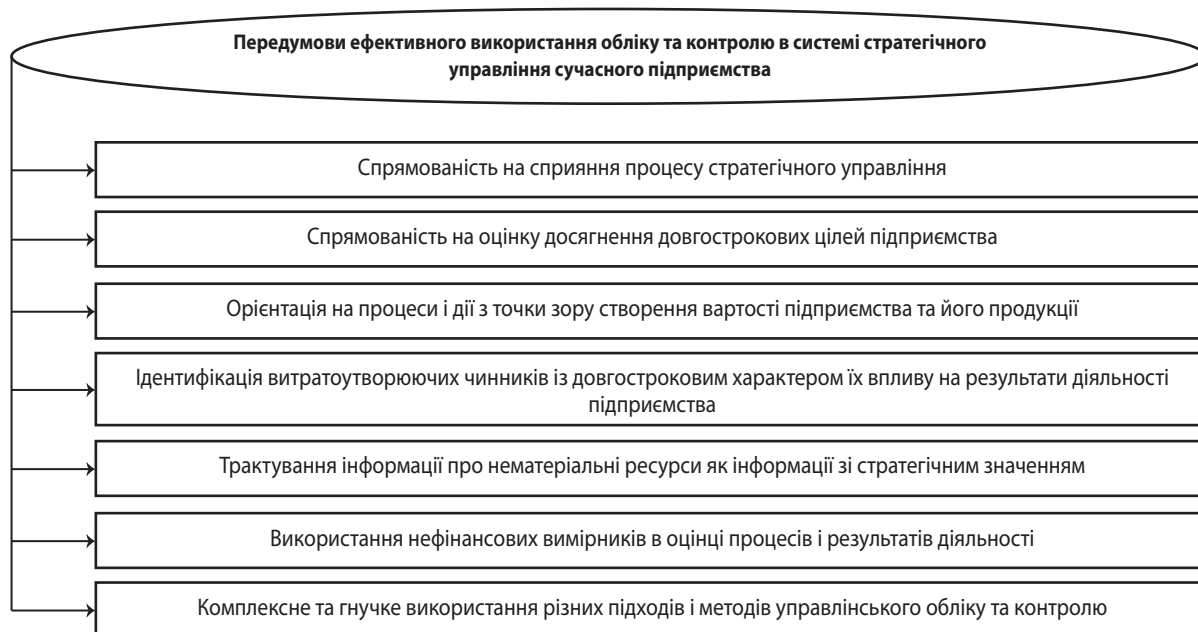 Передумови ефективного використання обліку та контролю в системі стратегічного
управління сучасного підприємства
Спрямованість на сприяння процесу стратегічного управління
Спрямованість на оцінку досягнення довгострокових цілей підприємства
Орієнтація на процеси і дії з точки зору створення вартості підприємства та його продукції
Ідентифікація витратоутворюючих чинників із довгостроковим характером їх впливу на результати діяльності
підприємства
Трактування інформації про нематеріальні ресурси як інформації зі стратегічним значенням
Використання нефінансових вимірників в оцінці процесів і результатів діяльності
Комплексне та гнучке використання різних підходів і методів управлінського обліку та контролю